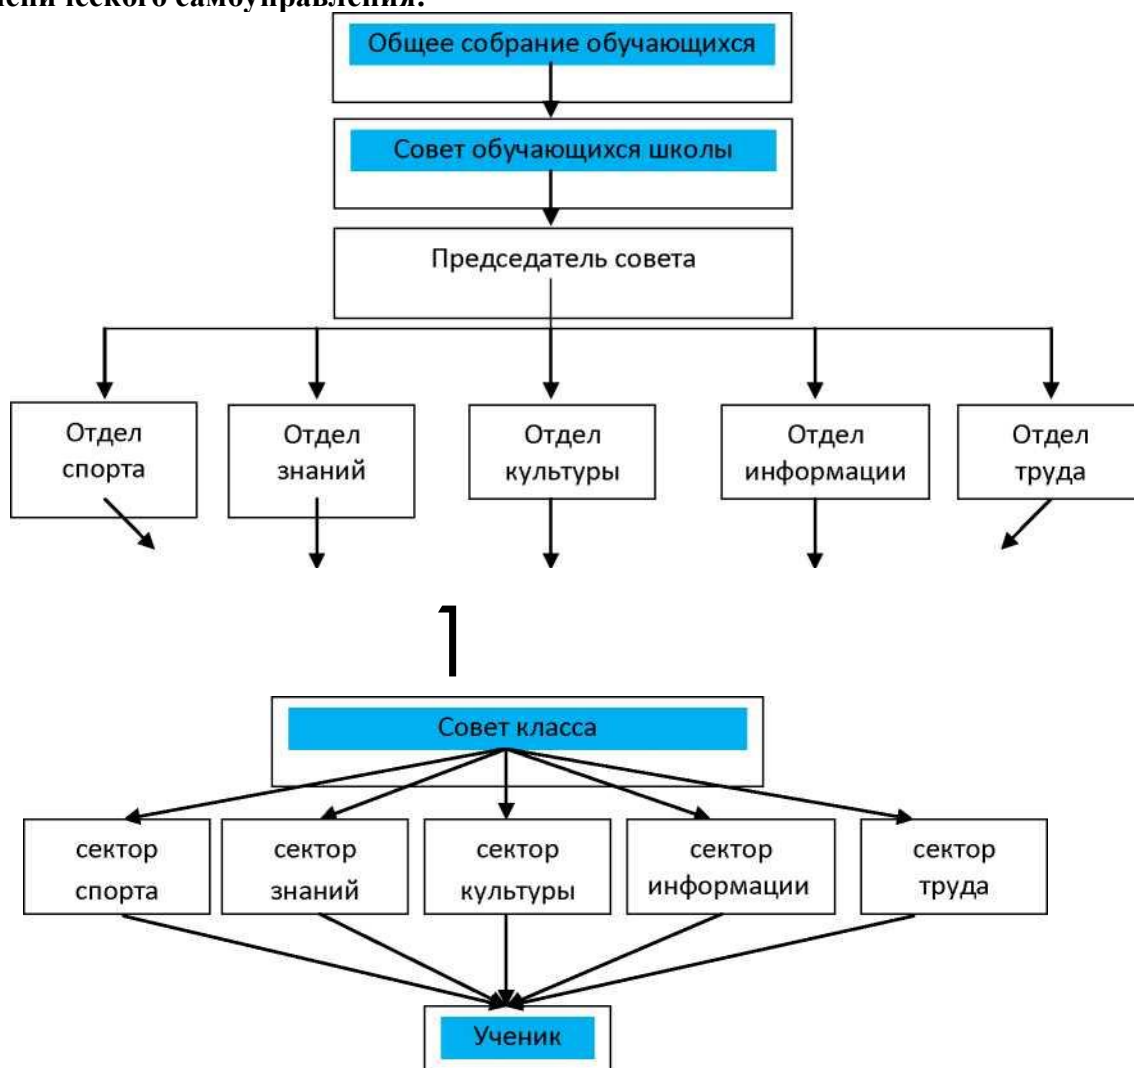 самоуправления.
Общее собрание обучающихся
Совет обучающихся школы
Председатель совета
Отдел
спорта
Отдел
знаний
Отдел
культуры
Отдел
информации
Отдел
труда
1
Совет класса
сектор
спорта
сектор
знаний
сектор
культуры
сектор
информации
сектор
труда
Ученик